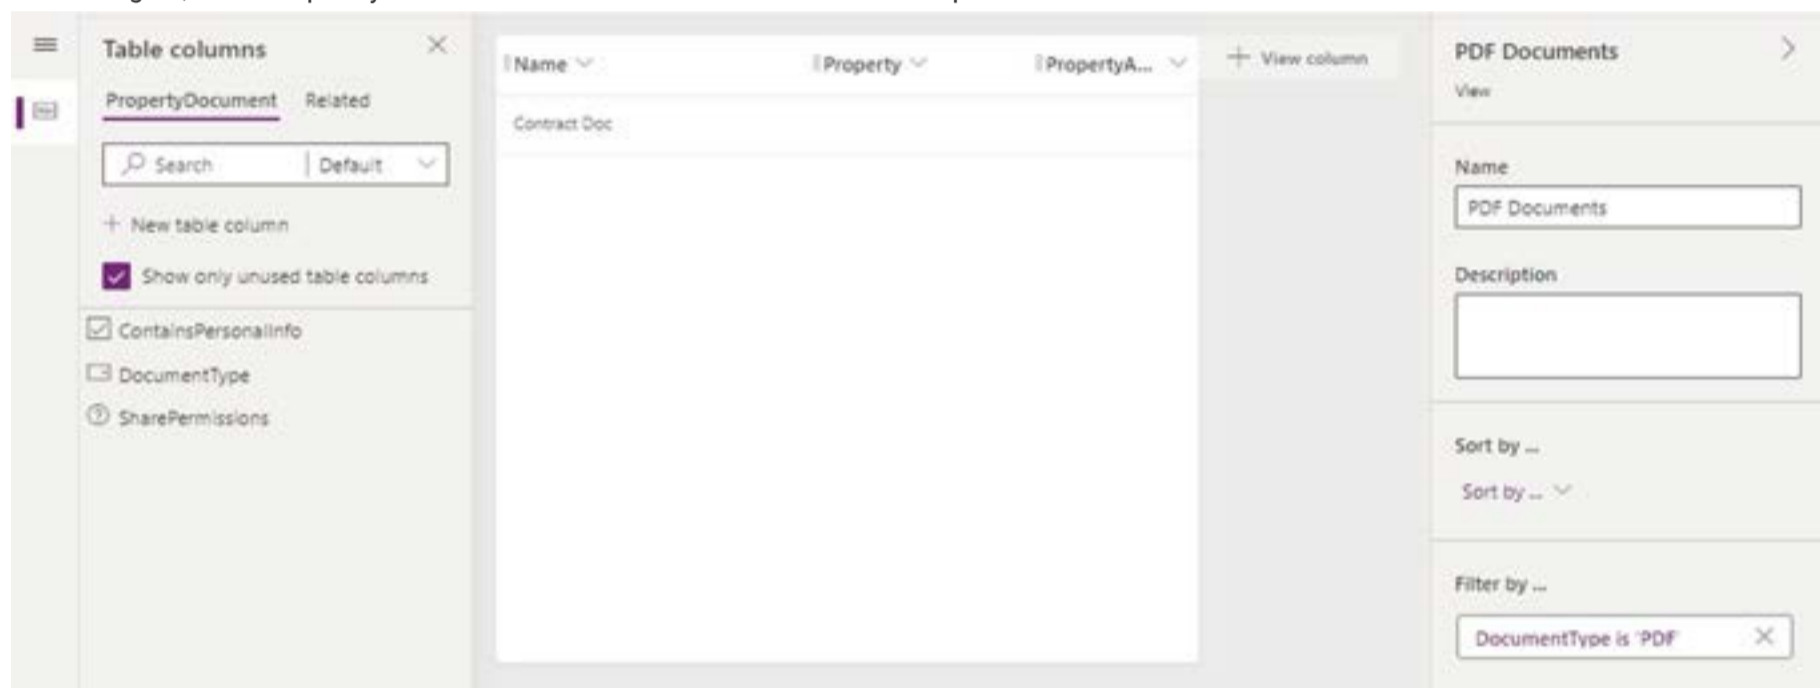 Table columns
PropertyDocument Related
Search Default
New table column
Show only unused table columns
ContainsPersonalInfo
DocumentType
SharePermissions
Name Property PropertyA... View column
Contract Doc
PDF Documents
View
Name
PDF Documents
Description
Sort by ...
Sort by ...
Filter by ...
DocumentType is 'PDF'